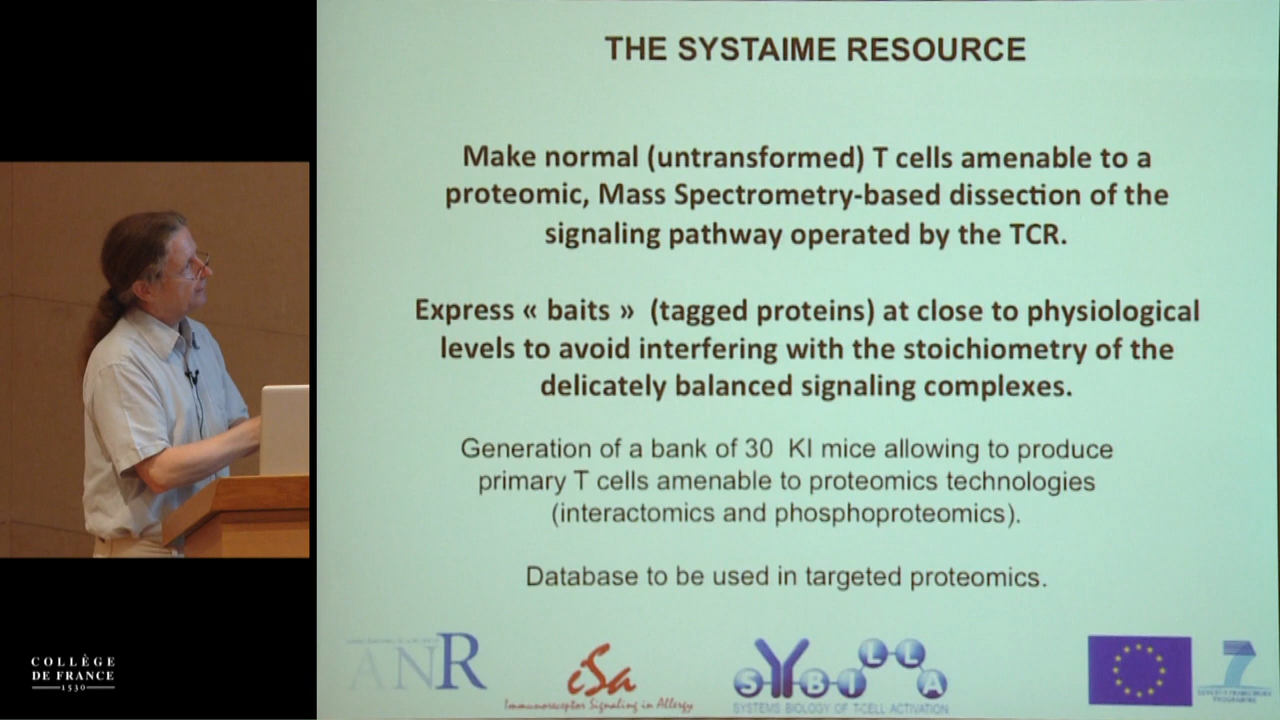 THE SYSTAIME RESOURCE
Make normal (untransformed) T cells amenable to a
proteomic, Mass Spectrometry-based dissection of the
signaling pathway operated by the TCR.
Express « baits » (tagged proteins) at close to physiological
levels to avoid interfering with the stoichiometry of the
delicately balanced signaling complexes.
Generation of a bank of 30 KI mice allowing to produce
primary T cells amenable to proteomics technologies
(interactomics and phosphoproteomics).
Database to be used in targeted proteomics.
ANR
iSa
Immunoreceptor Signaling in Allergy
SYBILLA
SYSTEMS BIOLOGY OF T-CELL ACTIVATION
7
SEVENTH FRAMEWORK
PROGRAMME
COLLÈGE
DE FRANCE
1530